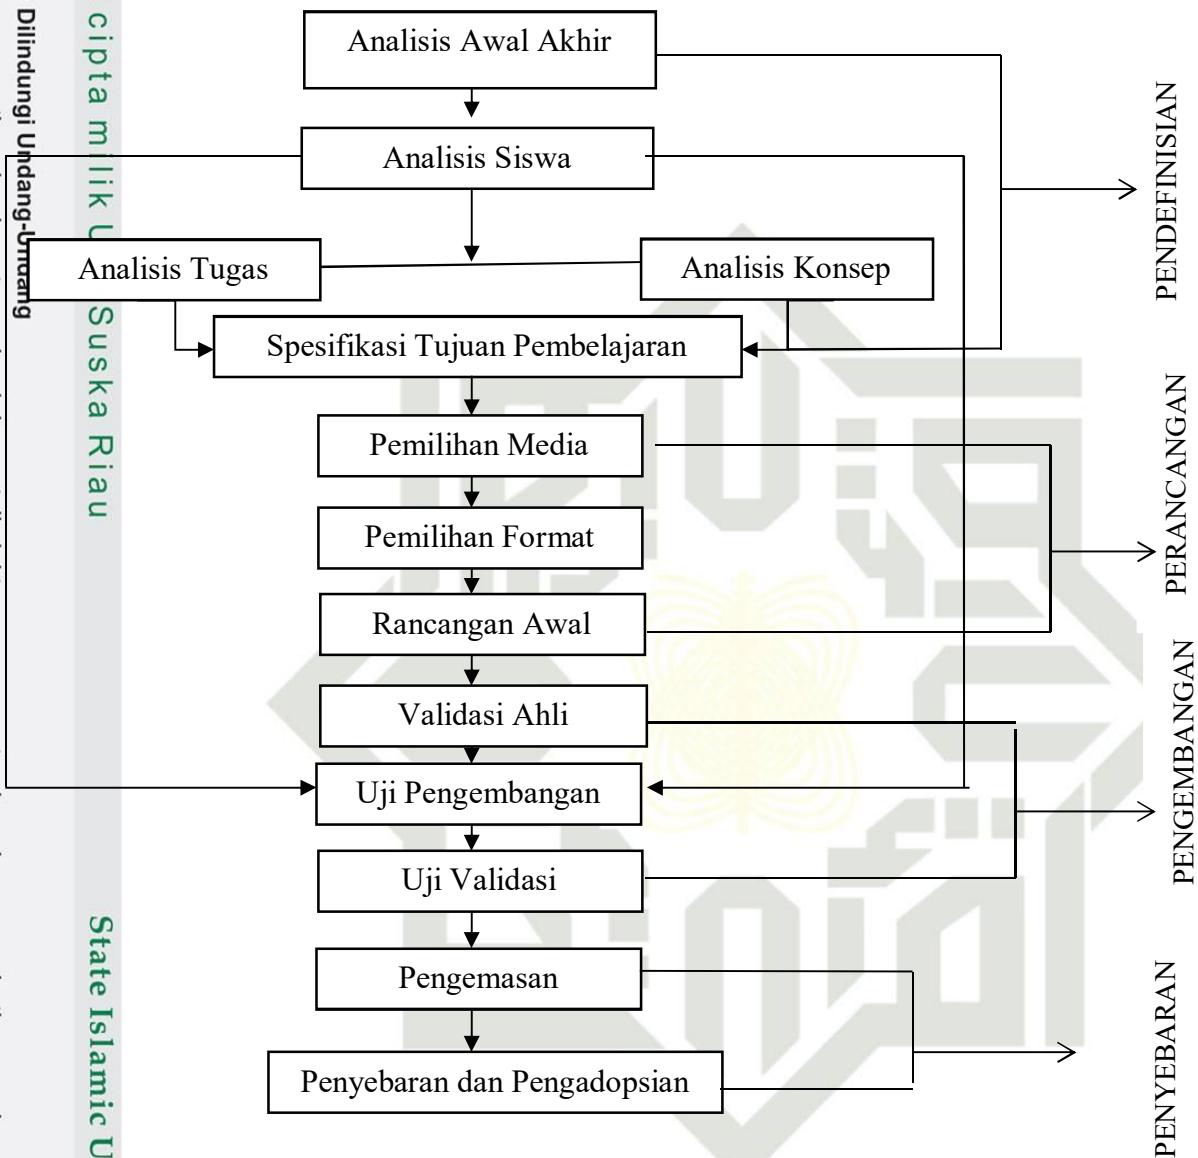 Analisis Awal Akhir
Analisis Siswa
Analisis Tugas
Analisis Konsep
Spesifikasi Tujuan Pembelajaran
Pemilihan Media
Pemilihan Format
Rancangan Awal
Validasi Ahli
Uji Pengembangan
Uji Validasi
Pengemasan
Penyebaran dan Pengadopsian
PENDEFINISIAN
PERANCANGAN
PENGEMBANGAN
PENYEBARAN
cipta milik U Suska Riau
State Islamic U
Dilindungi Undang-Undang